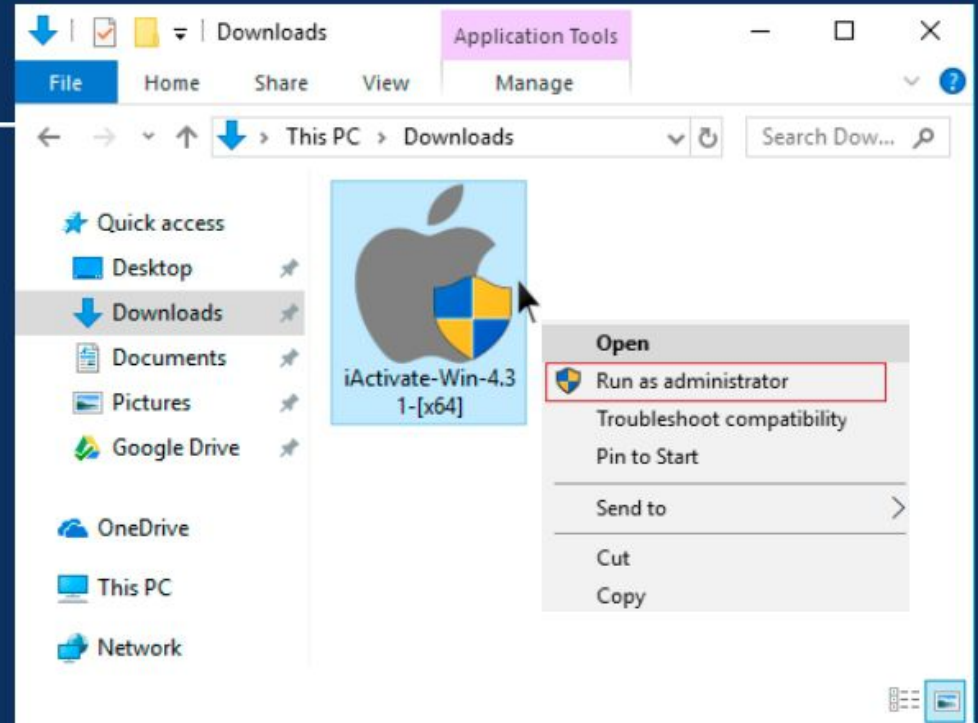 Downloads
Application Tools
File
Home
Share
View
Manage
?
This PC > Downloads
Search Dow...
Quick access
Desktop
Downloads
Documents
Pictures
Google Drive
OneDrive
This PC
Network
iActivate-Win-4.3
1-[x64]
Open
Run as administrator
Troubleshoot compatibility
Pin to Start
Send to
Cut
Copy